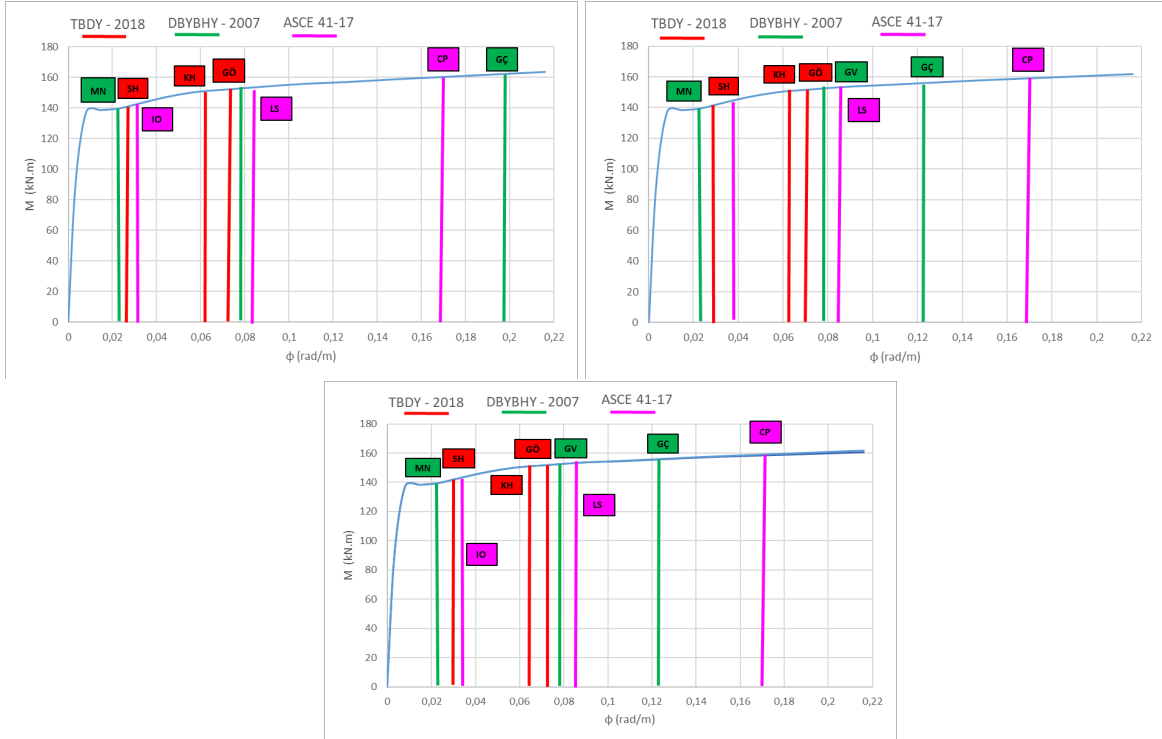 TBDY - 2018 DBYBHY - 2007 ASCE 41-17
180
160
140
120
100
80
60
40
20
0
M (kN.m)
MN SH KH GÖ CP GÇ
IO LS
0 0,02 0,04 0,06 0,08 0,1 0,12 0,14 0,16 0,18 0,2 0,22
ϕ (rad/m)
TBDY - 2018 DBYBHY - 2007 ASCE 41-17
180
160
140
120
100
80
60
40
20
0
M (kN.m)
MN SH KH GÖ GV GÇ CP
LS
0 0,02 0,04 0,06 0,08 0,1 0,12 0,14 0,16 0,18 0,2 0,22
ϕ (rad/m)
TBDY - 2018 DBYBHY - 2007 ASCE 41-17
180
160
140
120
100
80
60
40
20
0
M (kN.m)
MN SH GÖ GV GÇ CP
KH LS
IO
0 0,02 0,04 0,06 0,08 0,1 0,12 0,14 0,16 0,18 0,2 0,22
ϕ (rad/m)